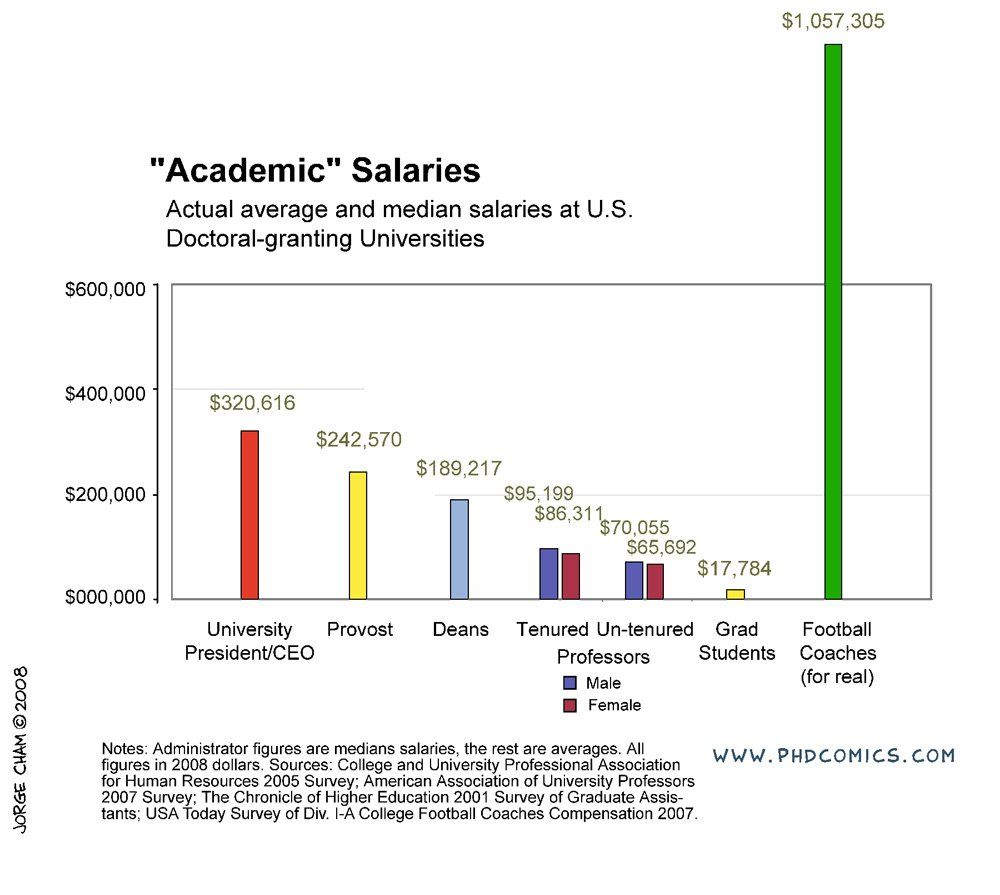 $1,057,305
"Academic" Salaries
Actual average and median salaries at U.S.
Doctoral-granting Universities
$600,000
$400,000
$320,616
$242,570
$189,217
$200,000
$95,199
$86,311
$70,055
$65,692
$17,784
$000,000
University
President/CEO
Provost
Deans
Tenured
Un-tenured
Professors
Male
Female
Grad
Students
Football
Coaches
(for real)
Notes: Administrator figures are medians salaries, the rest are averages. All
figures in 2008 dollars. Sources: College and University Professional Association
for Human Resources 2005 Survey; American Association of University Professors
2007 Survey; The Chronicle of Higher Education 2001 Survey of Graduate Assis-
tants; USA Today Survey of Div. I-A College Football Coaches Compensation 2007.
WWW.PHDCOMICS.COM
JORGE CHAM © 2008